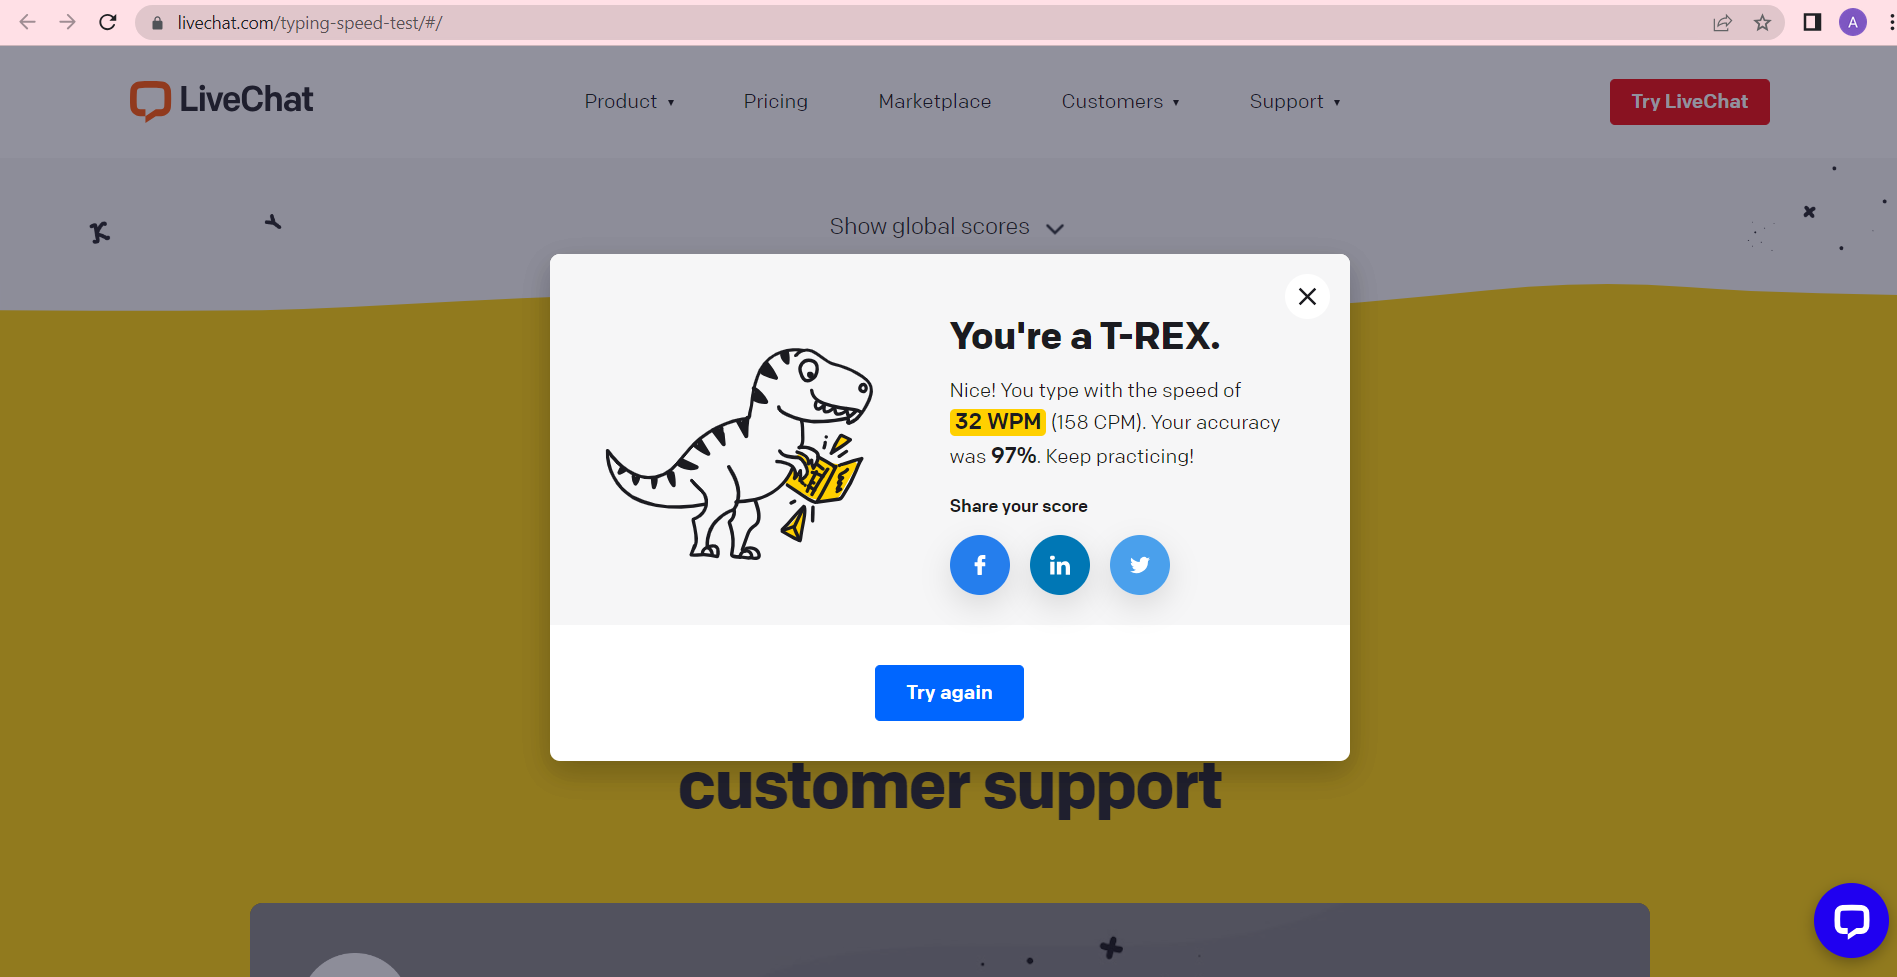 livechat.com/typing-speed-test/#/
A
LiveChat
Product ▾ Pricing Marketplace Customers ▾ Support ▾ Try LiveChat
Show global scores
You're a T-REX.
Nice! You type with the speed of
32 WPM (158 CPM). Your accuracy
was 97%. Keep practicing!
Share your score
f in
Try again
customer support